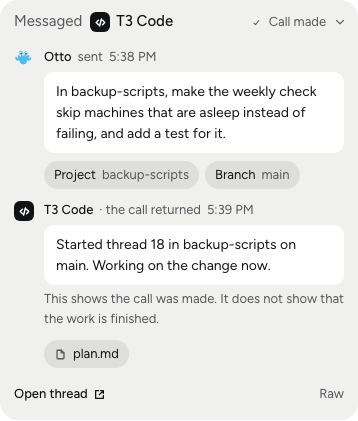 Messaged T3 Code Call made
Otto sent 5:38 PM
In backup-scripts, make the weekly check
skip machines that are asleep instead of
failing, and add a test for it.
Project backup-scripts Branch main
T3 Code · the call returned 5:39 PM
Started thread 18 in backup-scripts on
main. Working on the change now.
This shows the call was made. It does not show that
the work is finished.
plan.md
Open thread Raw